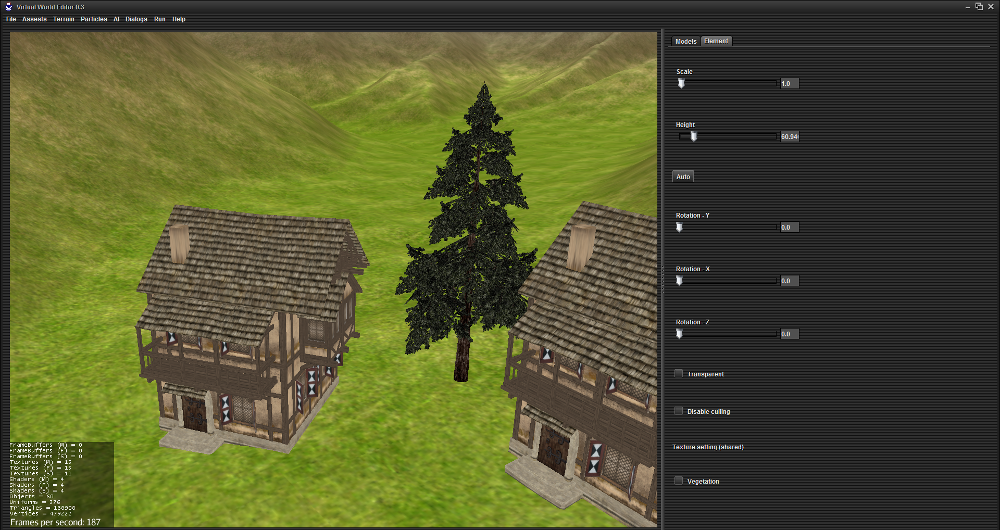 Virtual World Editor 0.3
File Assests Terrain Particles AI Dialogs Run Help
Models Element
Scale
1.0
Height
60.946
Auto
Rotation - Y
0.0
Rotation - X
0.0
Rotation - Z
0.0
Transparent
Disable culling
Texture setting (shared)
Vegetation
FrameBuffers (M) = 0
FrameBuffers (F) = 0
FrameBuffers (S) = 0
Textures (M) = 15
Textures (F) = 15
Textures (S) = 11
Shaders (M) = 4
Shaders (F) = 4
Shaders (S) = 4
Objects = 60
Uniforms = 376
Triangles = 188908
Vertices = 479222
Frames per second: 187